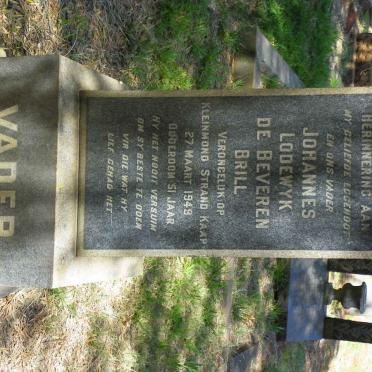 HERINNERING AAN
MY GELIEFDE EGGENOOT
EN ONS VADER
JOHANNES
LODEWYK
DE BEVEREN
BRILL
VERONGELUK OP
KLEINMOND STRAND KAAP
27 MAART 1949
OUDERDOM 51 JAAR
HY HET NOOIT VERSUIM
OM SY BESTE TE DOEN
VIR DIE WAT HY
LIEF GEHAD HET
VADER